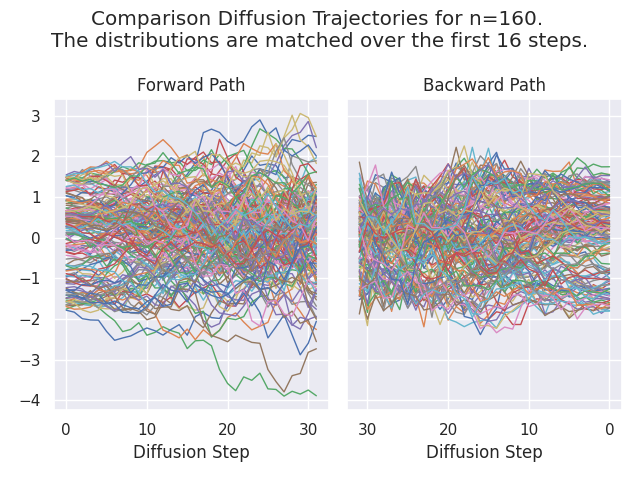 Comparison Diffusion Trajectories for n=160.
The distributions are matched over the first 16 steps.
Forward Path
Backward Path
3
2
1
0
−1
−2
−3
−4
0 10 20 30
30 20 10 0
Diffusion Step
Diffusion Step